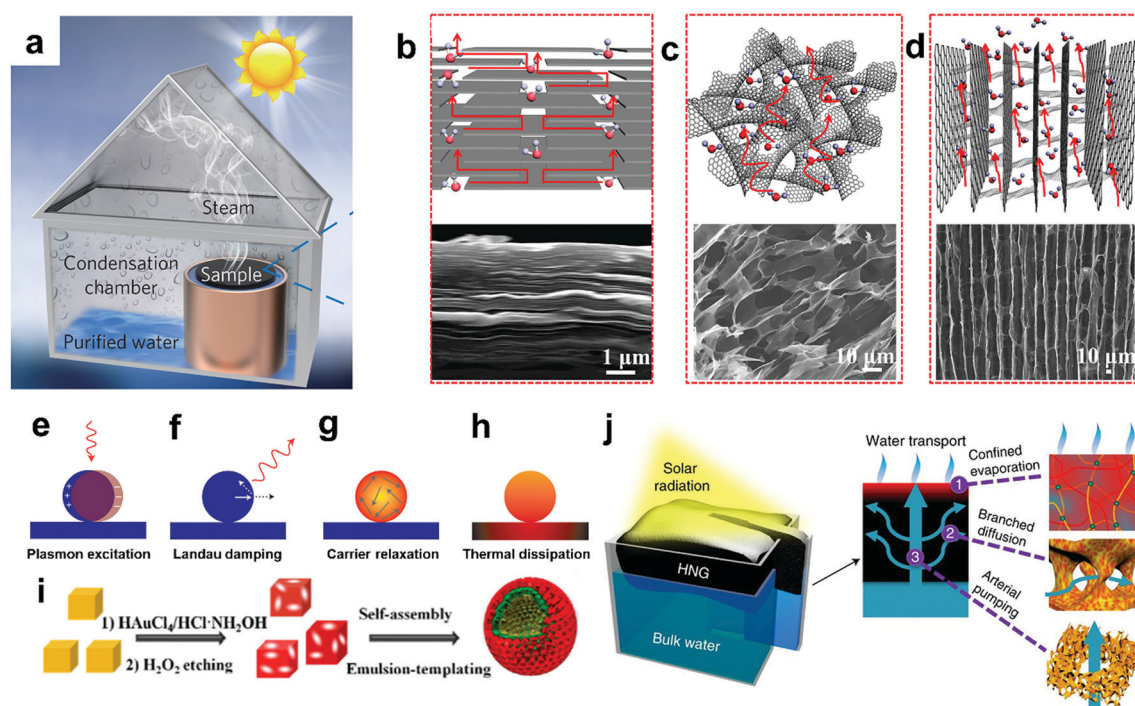 a
Steam
Condensation
chamber
Sample
Purified water
b
1 μm
c
10 μm
d
10 μm
e
Plasmon excitation
f
Landau damping
g
Carrier relaxation
h
Thermal dissipation
i
1) HAuCl₄/HCl·NH₂OH
2) H₂O₂ etching
Self-assembly
Emulsion-templating
j
Solar
radiation
HNG
Bulk water
Water transport
Confined
evaporation
1
Branched
diffusion
2
Arterial
pumping
3